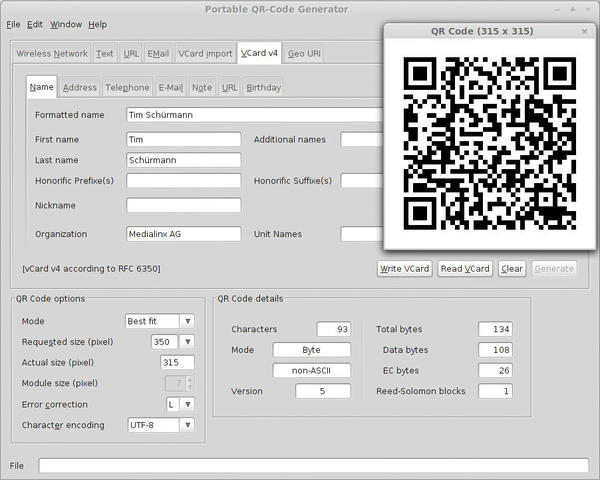 Portable QR-Code Generator
File Edit Window Help
QR Code (315 x 315)
Wireless Network Text URL EMail VCard import VCard v4 Geo URI
Name Address Telephone E-Mail Note URL Birthday
Formatted name Tim Schürmann
First name Tim Additional names
Last name Schürmann
Honorific Prefixe(s) Honorific Suffixe(s)
Nickname
Organization Medialinx AG Unit Names
[vCard v4 according to RFC 6350] Write VCard Read VCard Clear Generate
QR Code options
Mode Best fit
Requested size (pixel) 350
Actual size (pixel) 315
Module size (pixel) 7
Error correction L
Character encoding UTF-8
QR Code details
Characters 93 Total bytes 134
Mode Byte Data bytes 108
non-ASCII EC bytes 26
Version 5 Reed-Solomon blocks 1
File